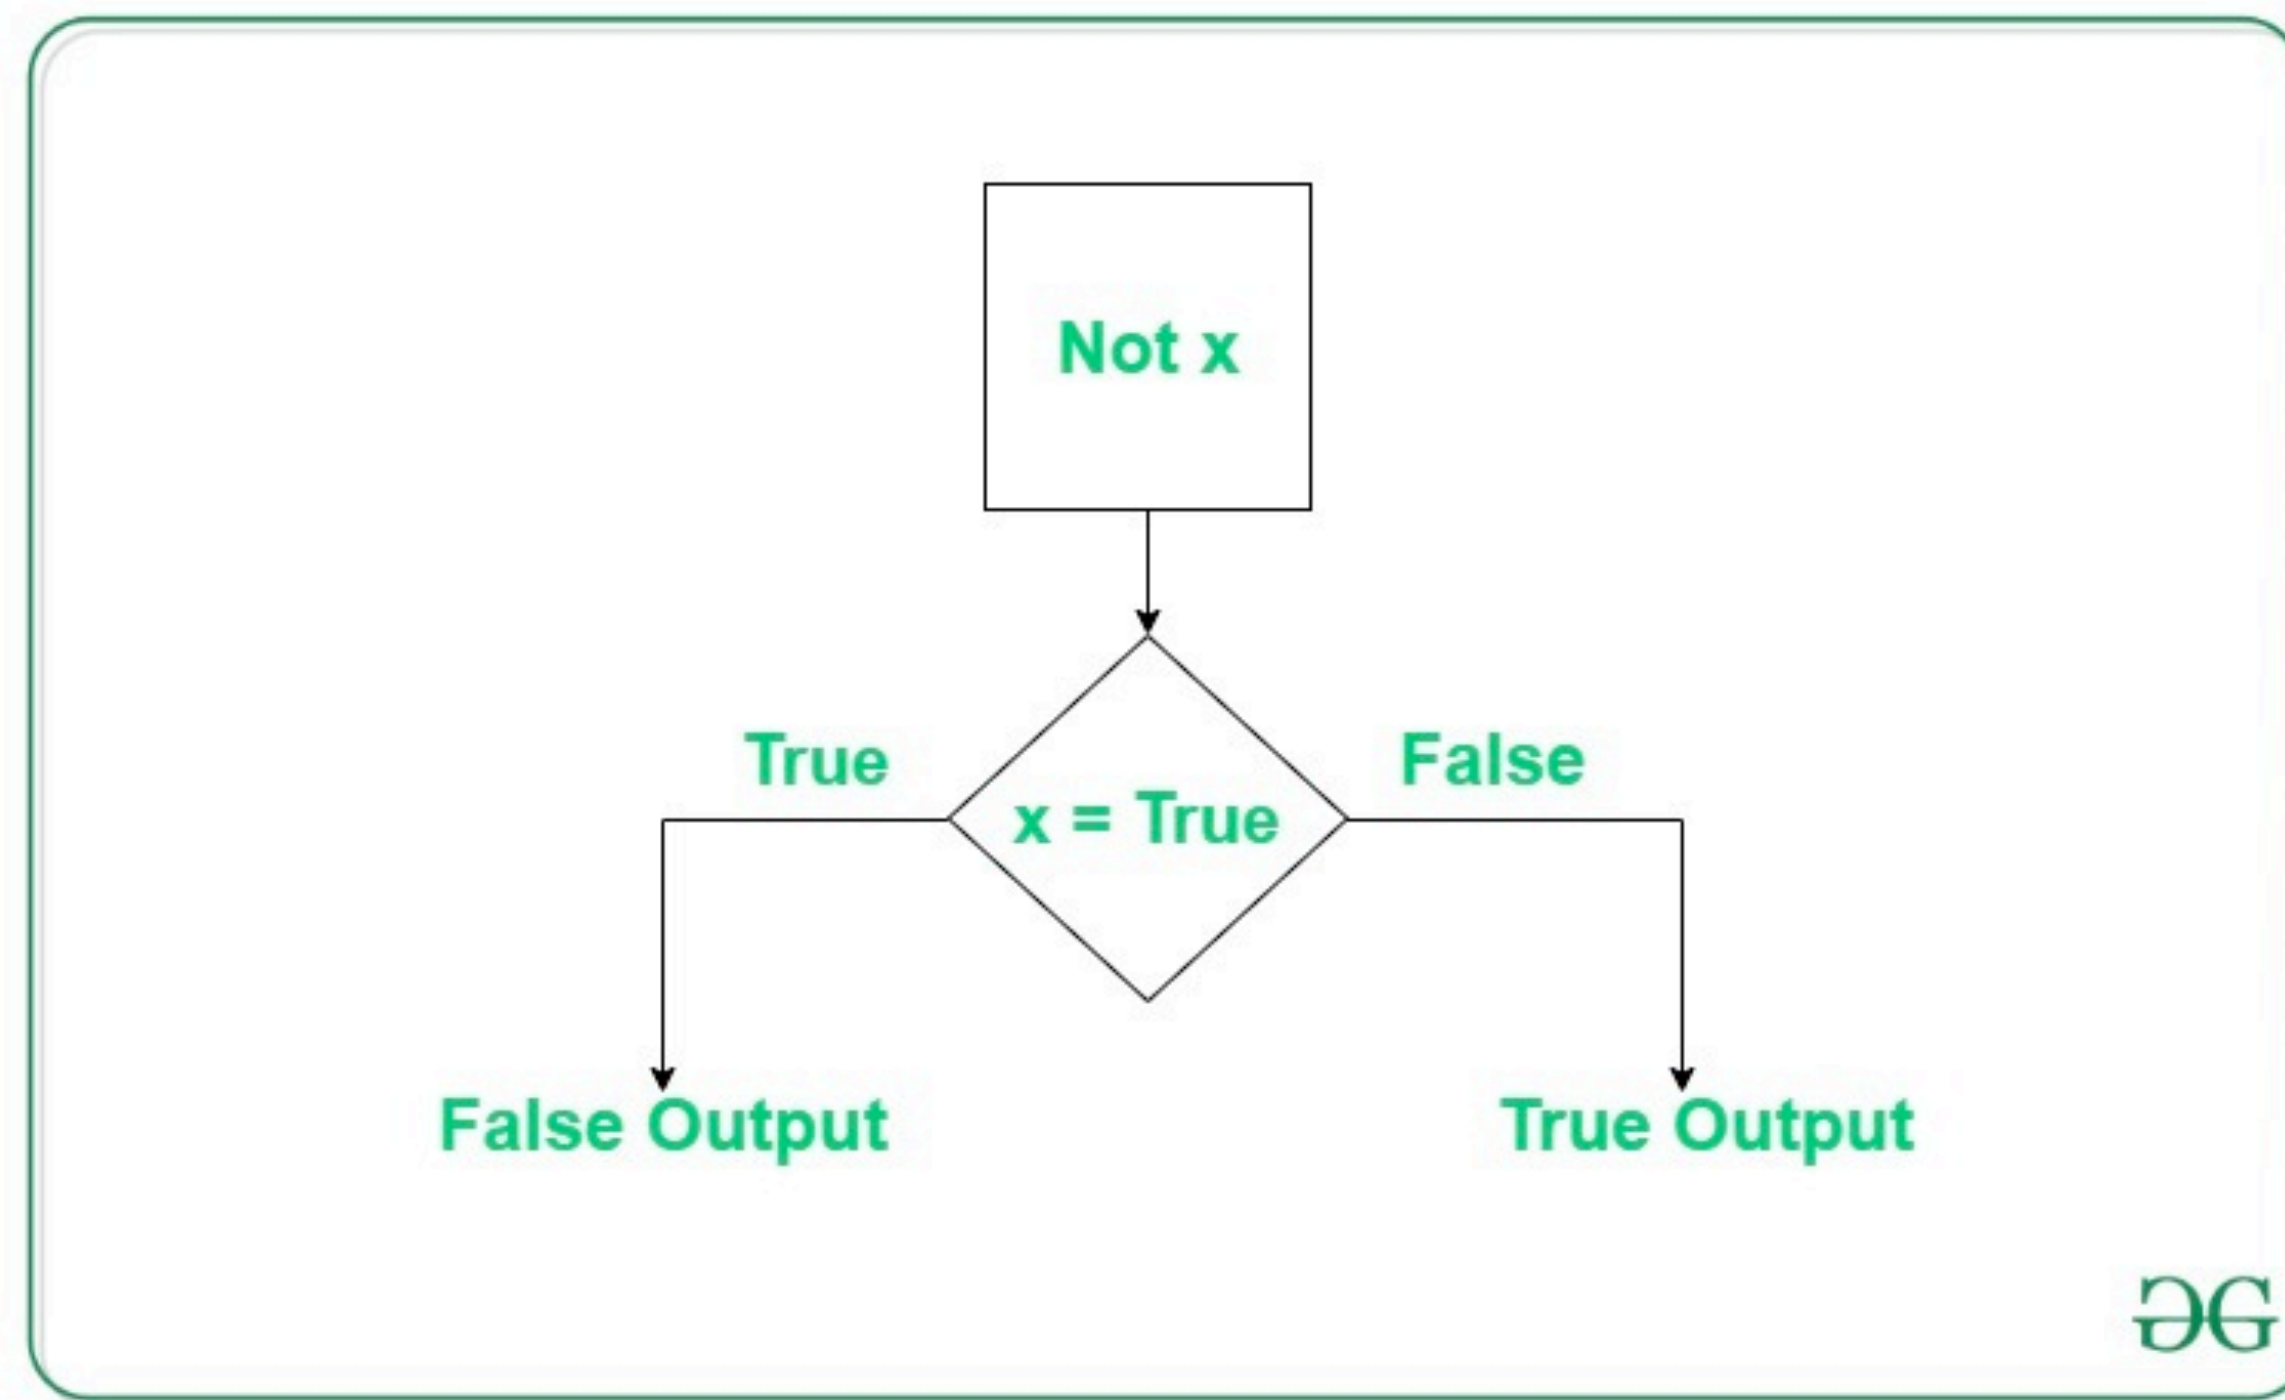 Not x
True
False
x = True
False Output
True Output